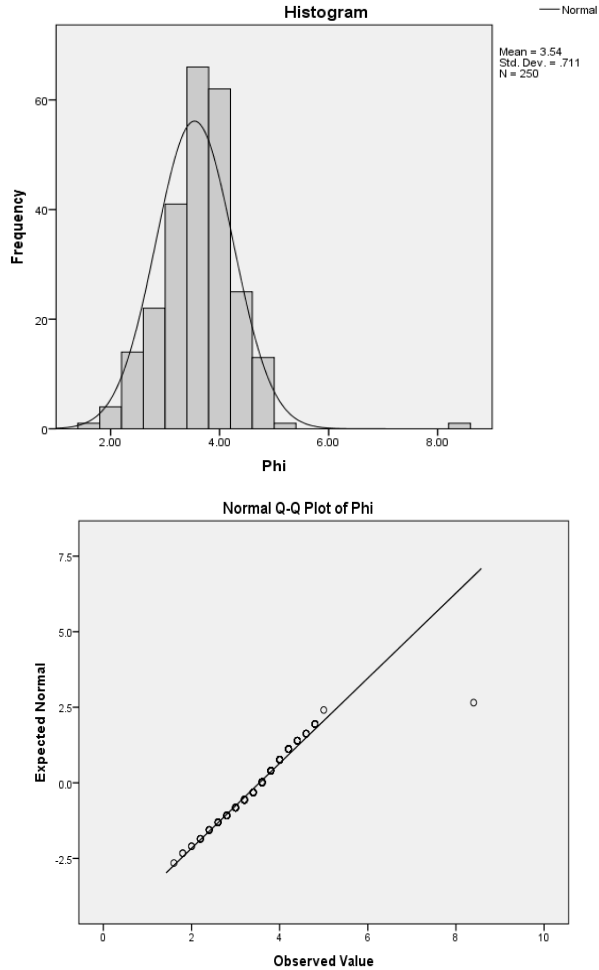 Histogram
Normal
Mean = 3.54
Std. Dev. = .711
N = 250
60
40
20
0
Frequency
2.00 4.00 6.00 8.00
Phi
Normal Q-Q Plot of Phi
7.5
5.0
2.5
0.0
-2.5
Expected Normal
0 2 4 6 8 10
Observed Value